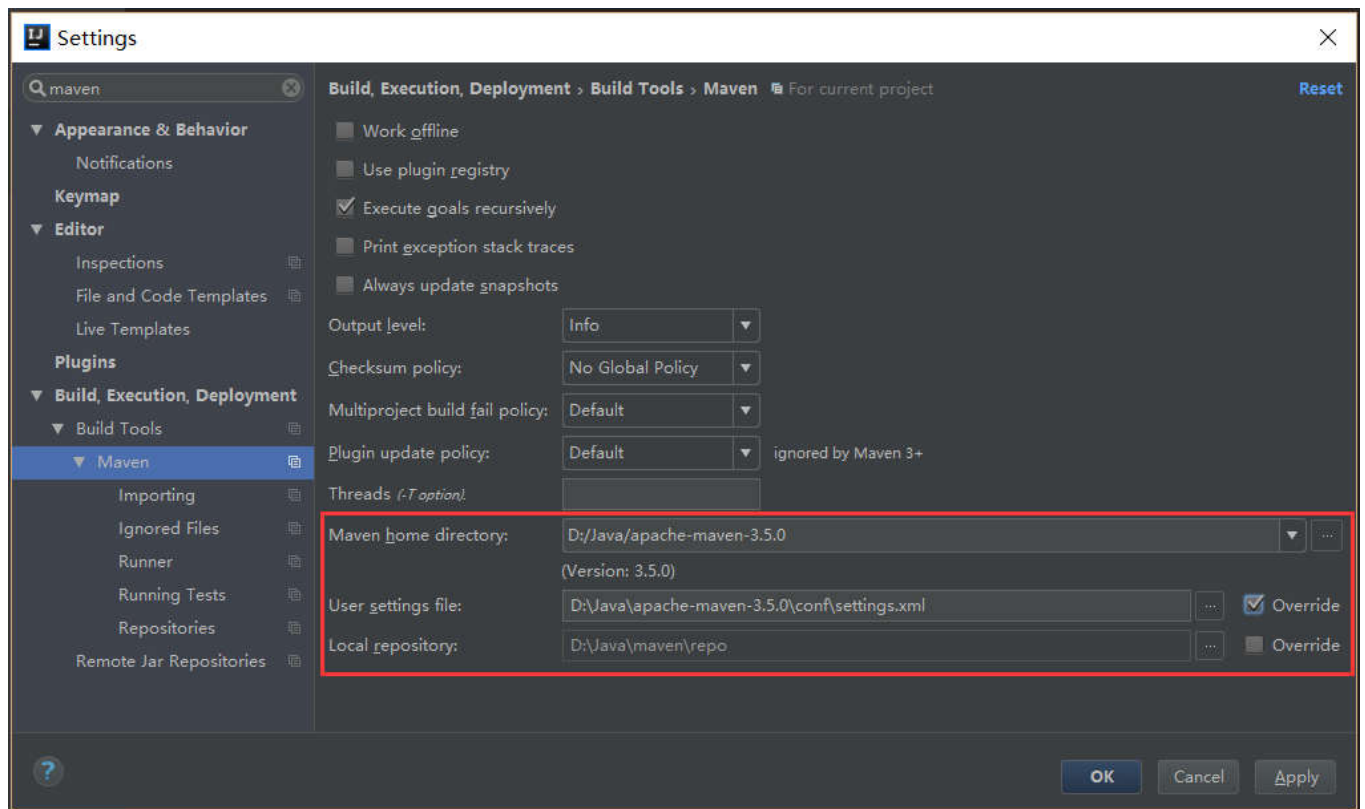 Settings
maven
Appearance & Behavior
Notifications
Keymap
Editor
Inspections
File and Code Templates
Live Templates
Plugins
Build, Execution, Deployment
Build Tools
Maven
Importing
Ignored Files
Runner
Running Tests
Repositories
Remote Jar Repositories
Build, Execution, Deployment › Build Tools › Maven For current project Reset
Work offline
Use plugin registry
Execute goals recursively
Print exception stack traces
Always update snapshots
Output level: Info
Checksum policy: No Global Policy
Multiproject build fail policy: Default
Plugin update policy: Default ignored by Maven 3+
Threads (-T option)
Maven home directory: D:/Java/apache-maven-3.5.0 ...
(Version: 3.5.0)
User settings file: D:\Java\apache-maven-3.5.0\conf\settings.xml ... Override
Local repository: D:\Java\maven\repo ... Override
? OK Cancel Apply